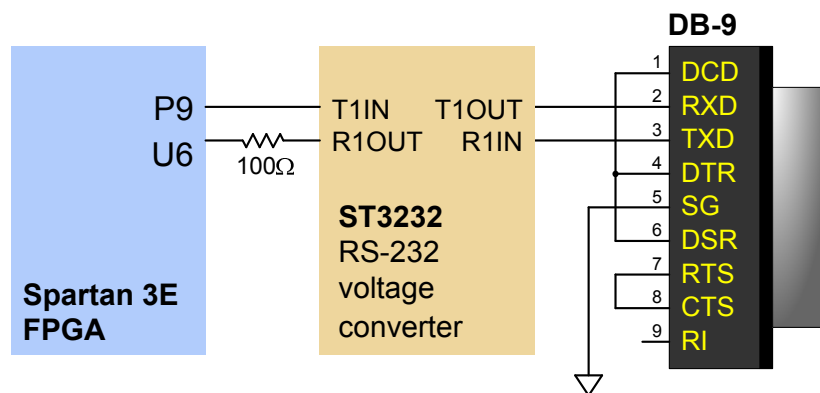 DB-9
P9
U6
100Ω
T1IN T1OUT
R1OUT R1IN
ST3232
RS-232
voltage
converter
Spartan 3E
FPGA
1 DCD
2 RXD
3 TXD
4 DTR
5 SG
6 DSR
7 RTS
8 CTS
9 RI